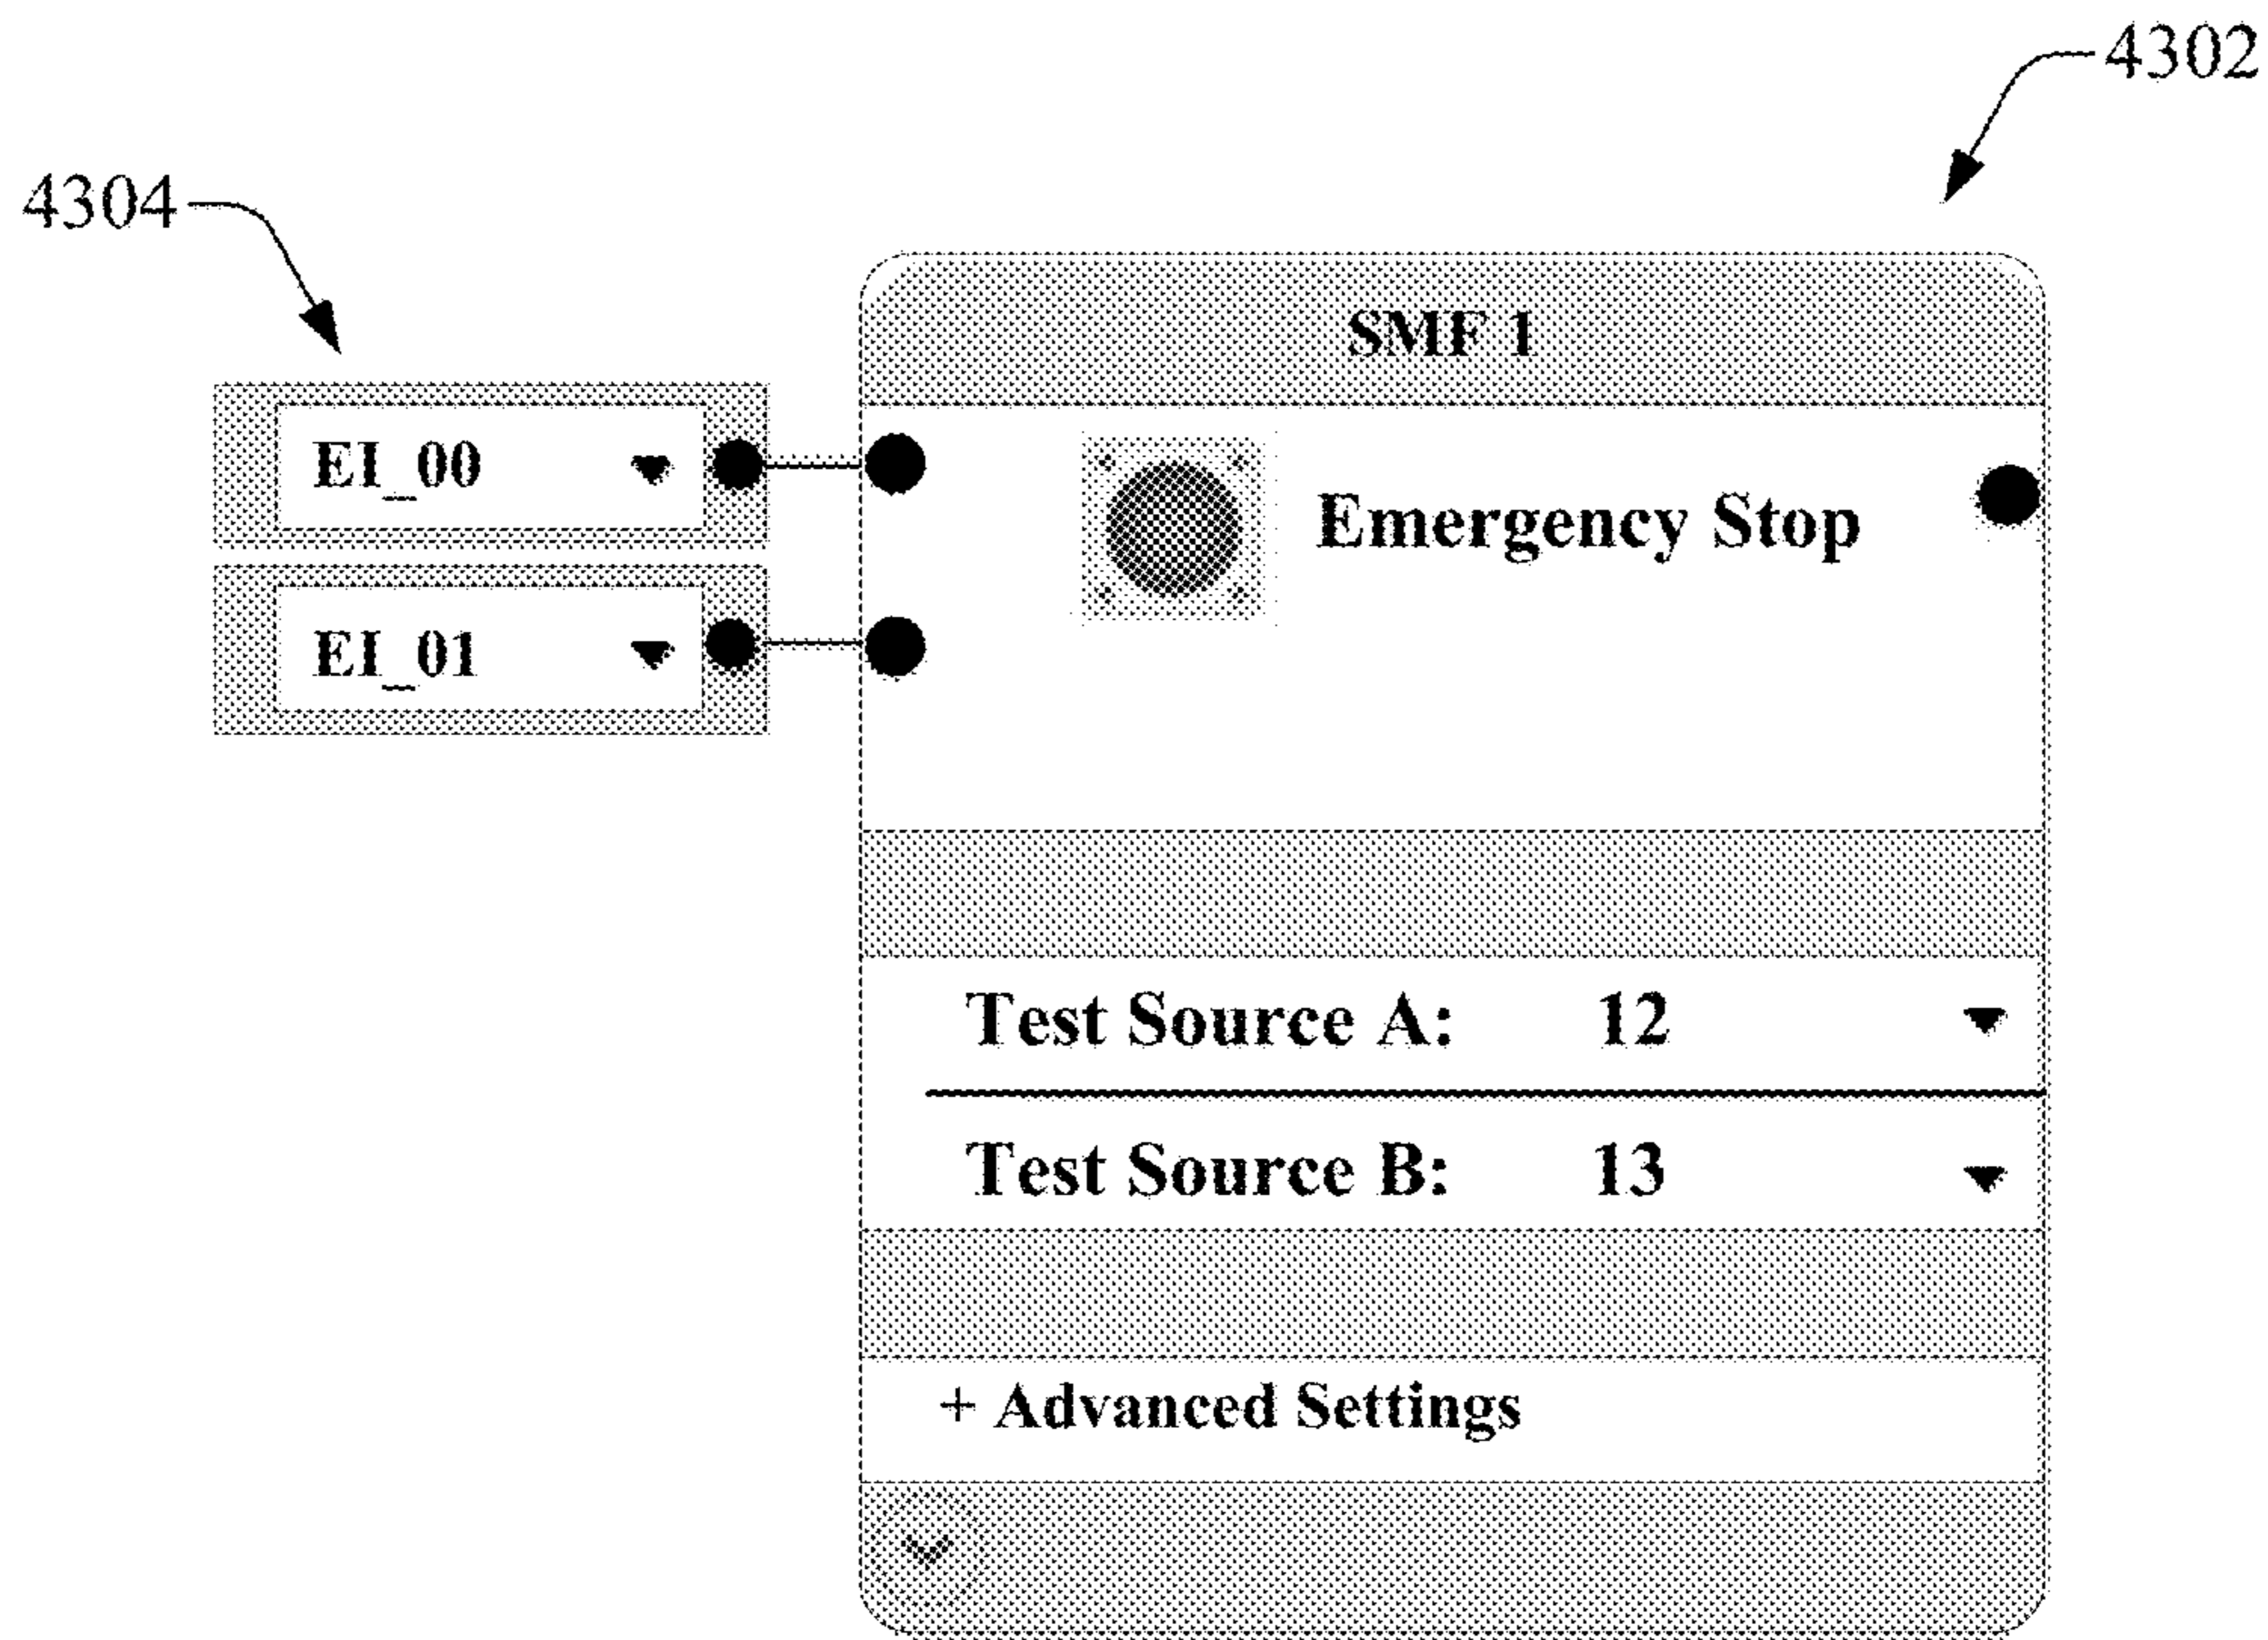 4302
4304
SMF 1
EI_00
Emergency Stop
EI_01
Test Source A: 12
Test Source B: 13
+ Advanced Settings